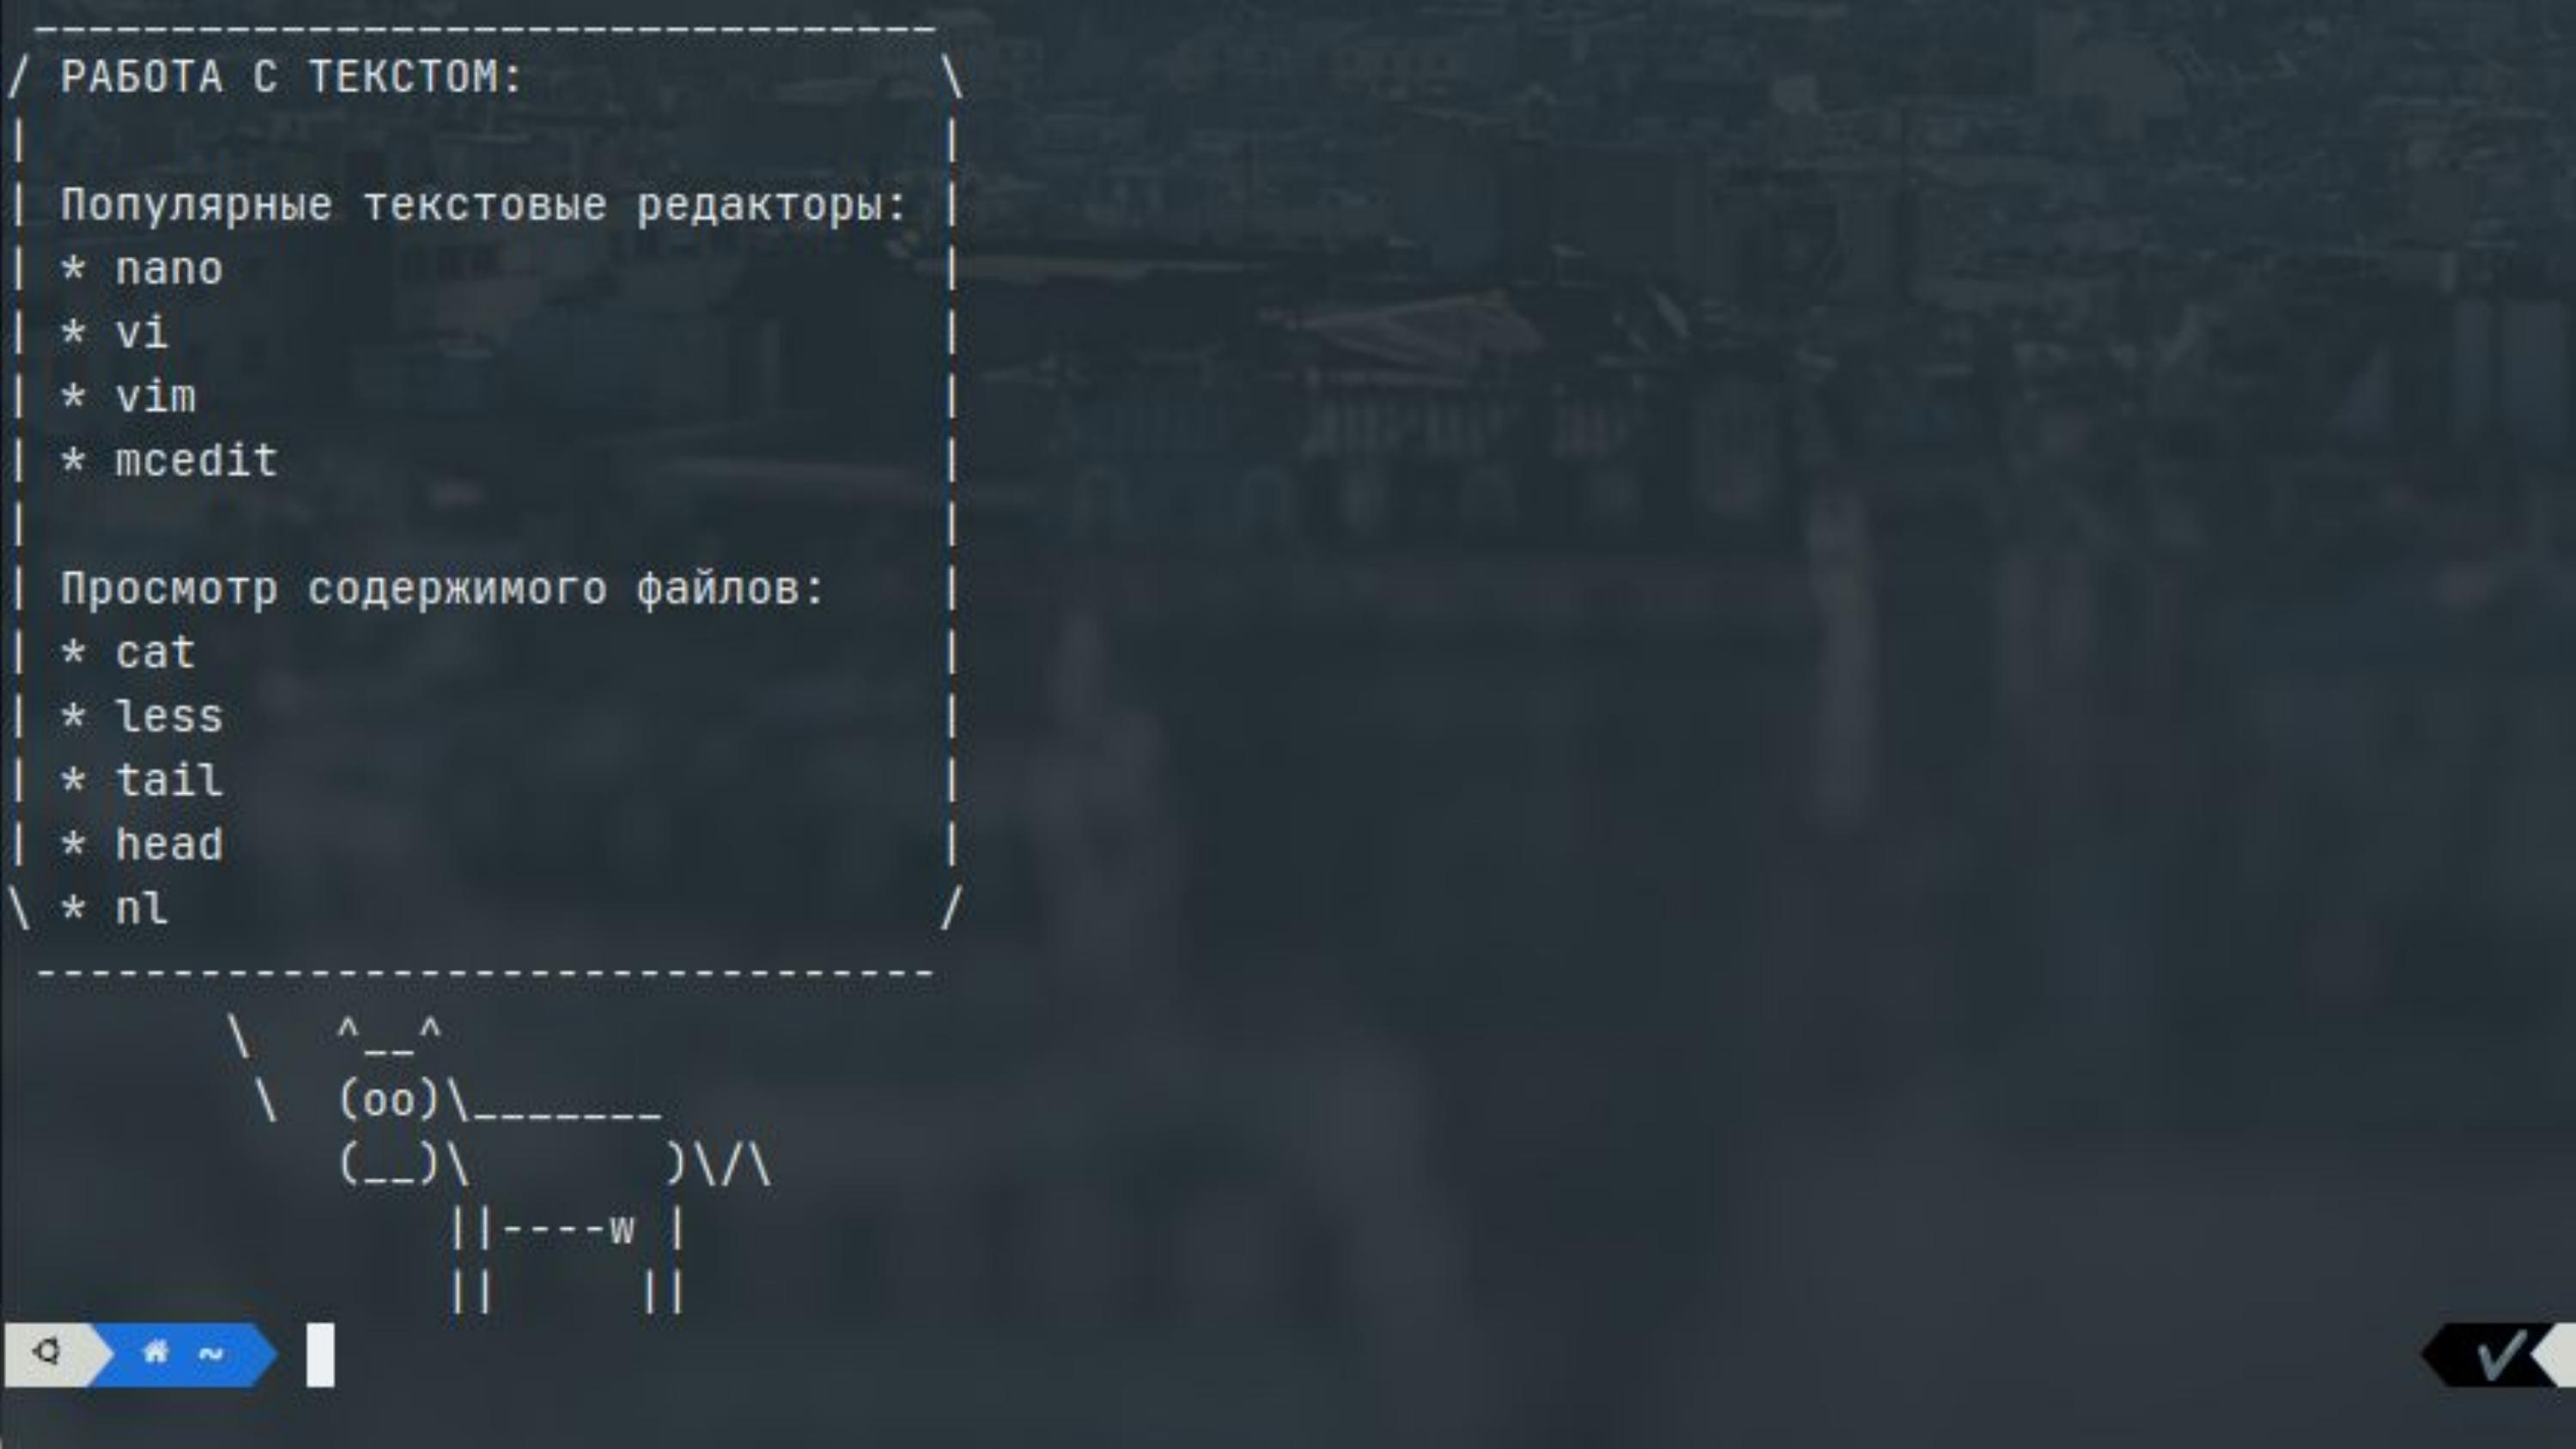 РАБОТА С ТЕКСТОМ:
Популярные текстовые редакторы:
* nano
* vi
* vim
* mcedit
Просмотр содержимого файлов:
* cat
* less
* tail
* head
* nl
\   ^__^
\  (oo)\_______
(__)\       )\/\
||----w |
||     ||
~